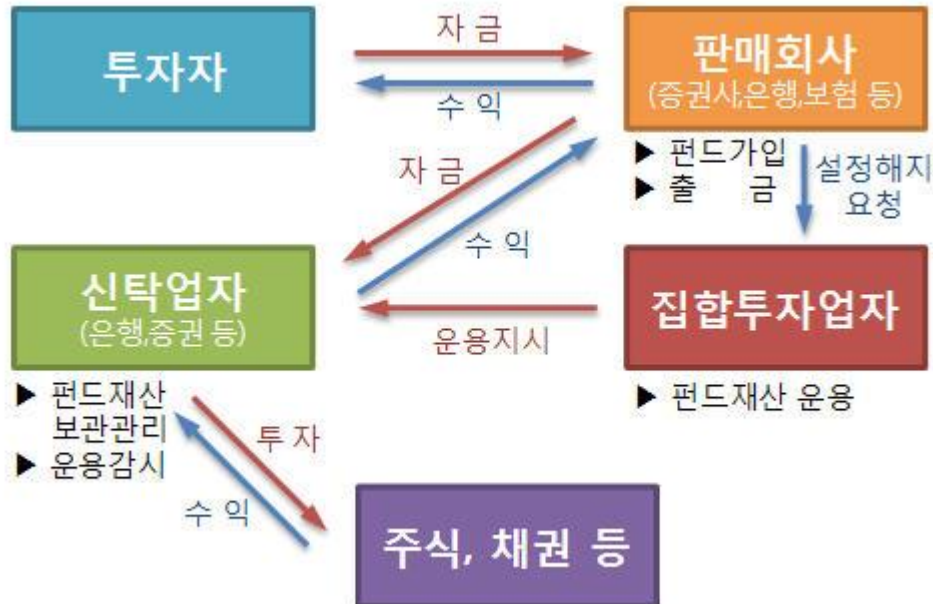 투자자
자 금
수 익
판매회사
(증권사,은행,보험 등)
▶ 펀드가입
▶ 출 금
설정해지
요청
자 금
수 익
신탁업자
(은행,증권 등)
▶ 펀드재산
보관관리
▶ 운용감시
운용지시
집합투자업자
▶ 펀드재산 운용
투 자
수 익
주식, 채권 등